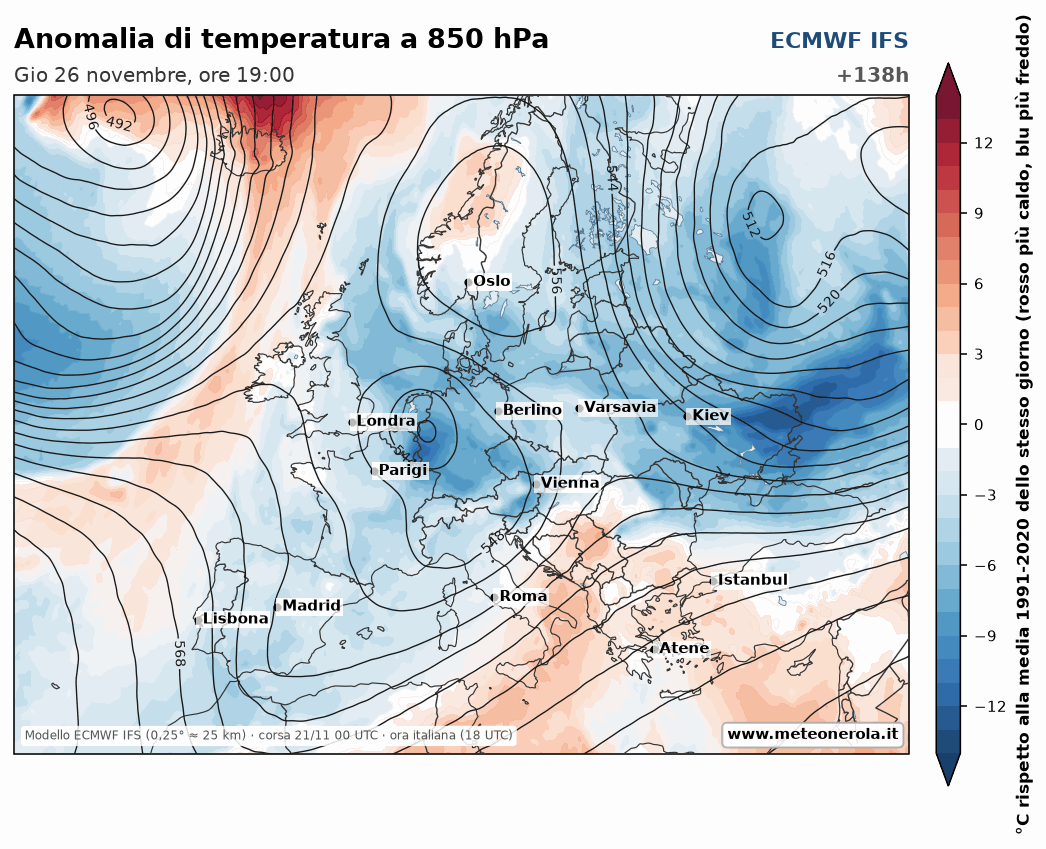 Anomalia di temperatura a 850 hPa
ECMWF IFS
Gio 26 novembre, ore 19:00
+138h
496
492
544
512
516
520
556
Oslo
Berlino
Varsavia
Kiev
Londra
Parigi
Vienna
548
Istanbul
Roma
Madrid
Lisbona
Atene
568
Modello ECMWF IFS (0,25° ≈ 25 km) · corsa 21/11 00 UTC · ora italiana (18 UTC)
www.meteonerola.it
12
9
6
3
0
−3
−6
−9
−12
°C rispetto alla media 1991-2020 dello stesso giorno (rosso più caldo, blu più freddo)